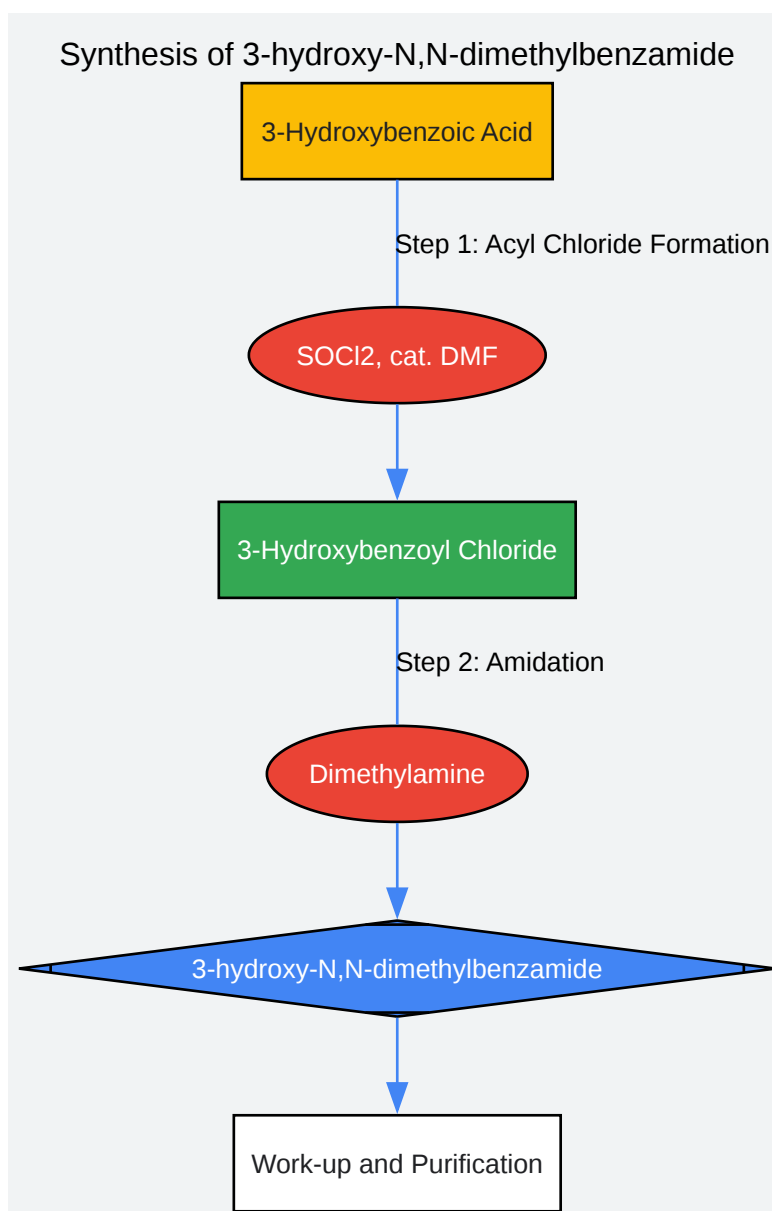 Synthesis of 3-hydroxy-N,N-dimethylbenzamide
3-Hydroxybenzoic Acid
Step 1: Acyl Chloride Formation
SOCl2, cat. DMF
3-Hydroxybenzoyl Chloride
Step 2: Amidation
Dimethylamine
3-hydroxy-N,N-dimethylbenzamide
Work-up and Purification